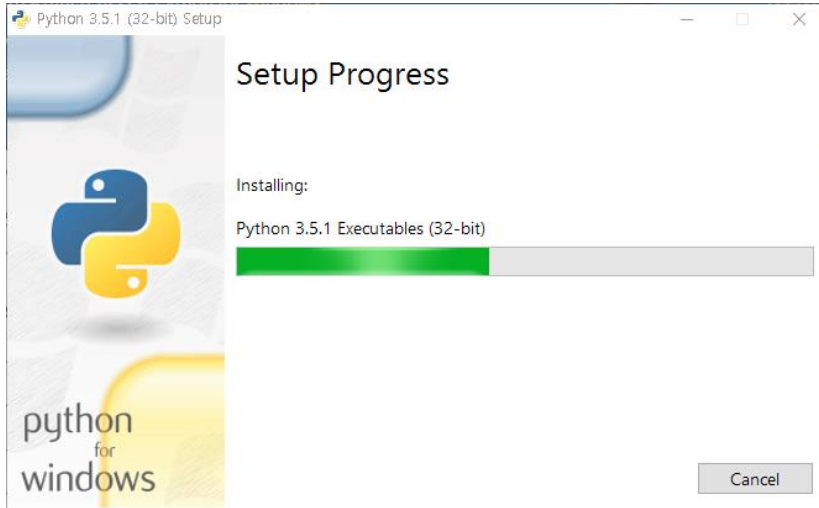 Python 3.5.1 (32-bit) Setup
Setup Progress
Installing:
Python 3.5.1 Executables (32-bit)
python
for
windows
Cancel